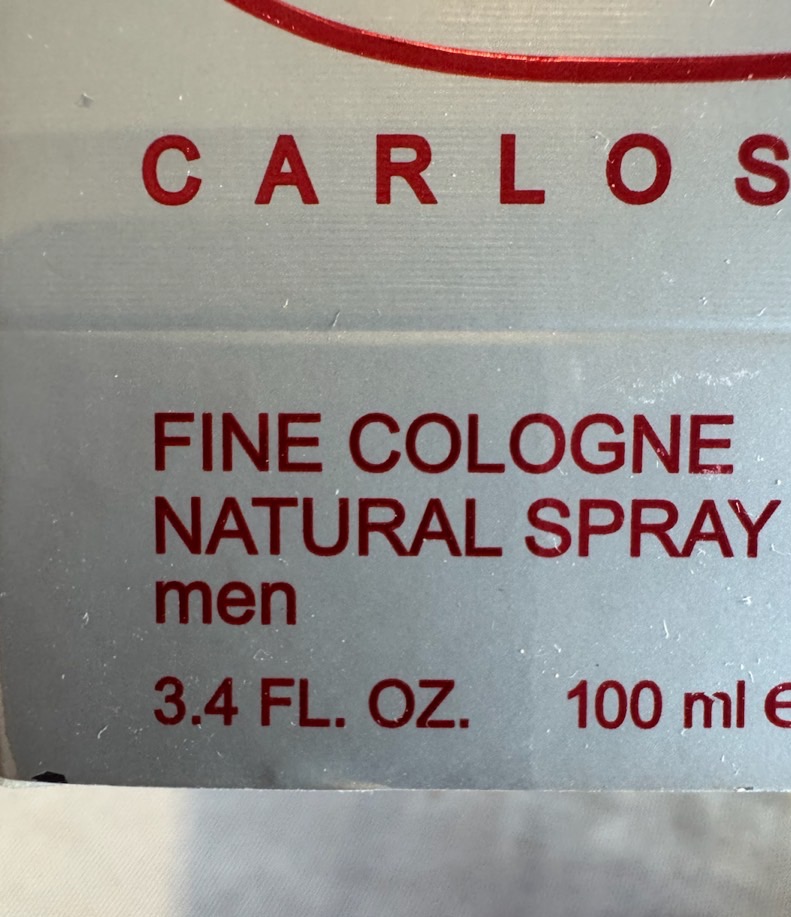 CARLOS
FINE COLOGNE
NATURAL SPRAY
men
3.4 FL. OZ. 100 ml e